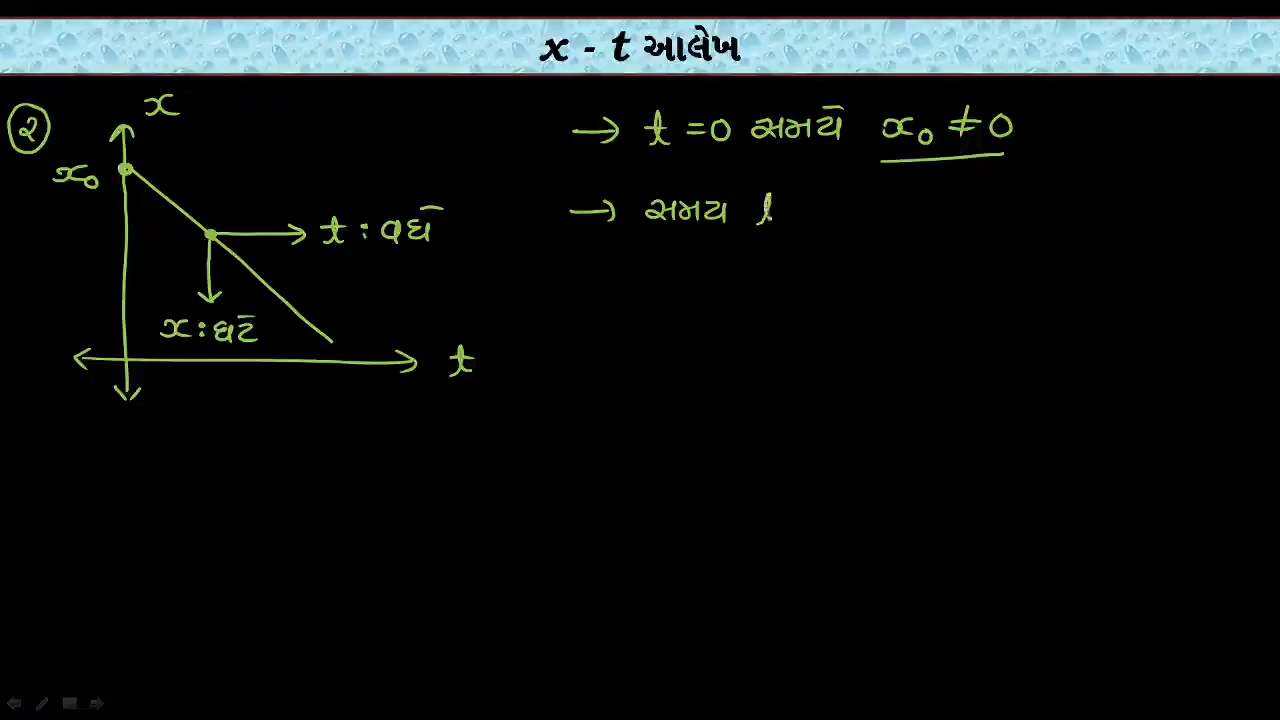 x - t આલેખ
૨
x
→ t = 0 સમયે x₀ ≠ 0
x₀
→ સમય t
t : વધે
x : ઘટે
t